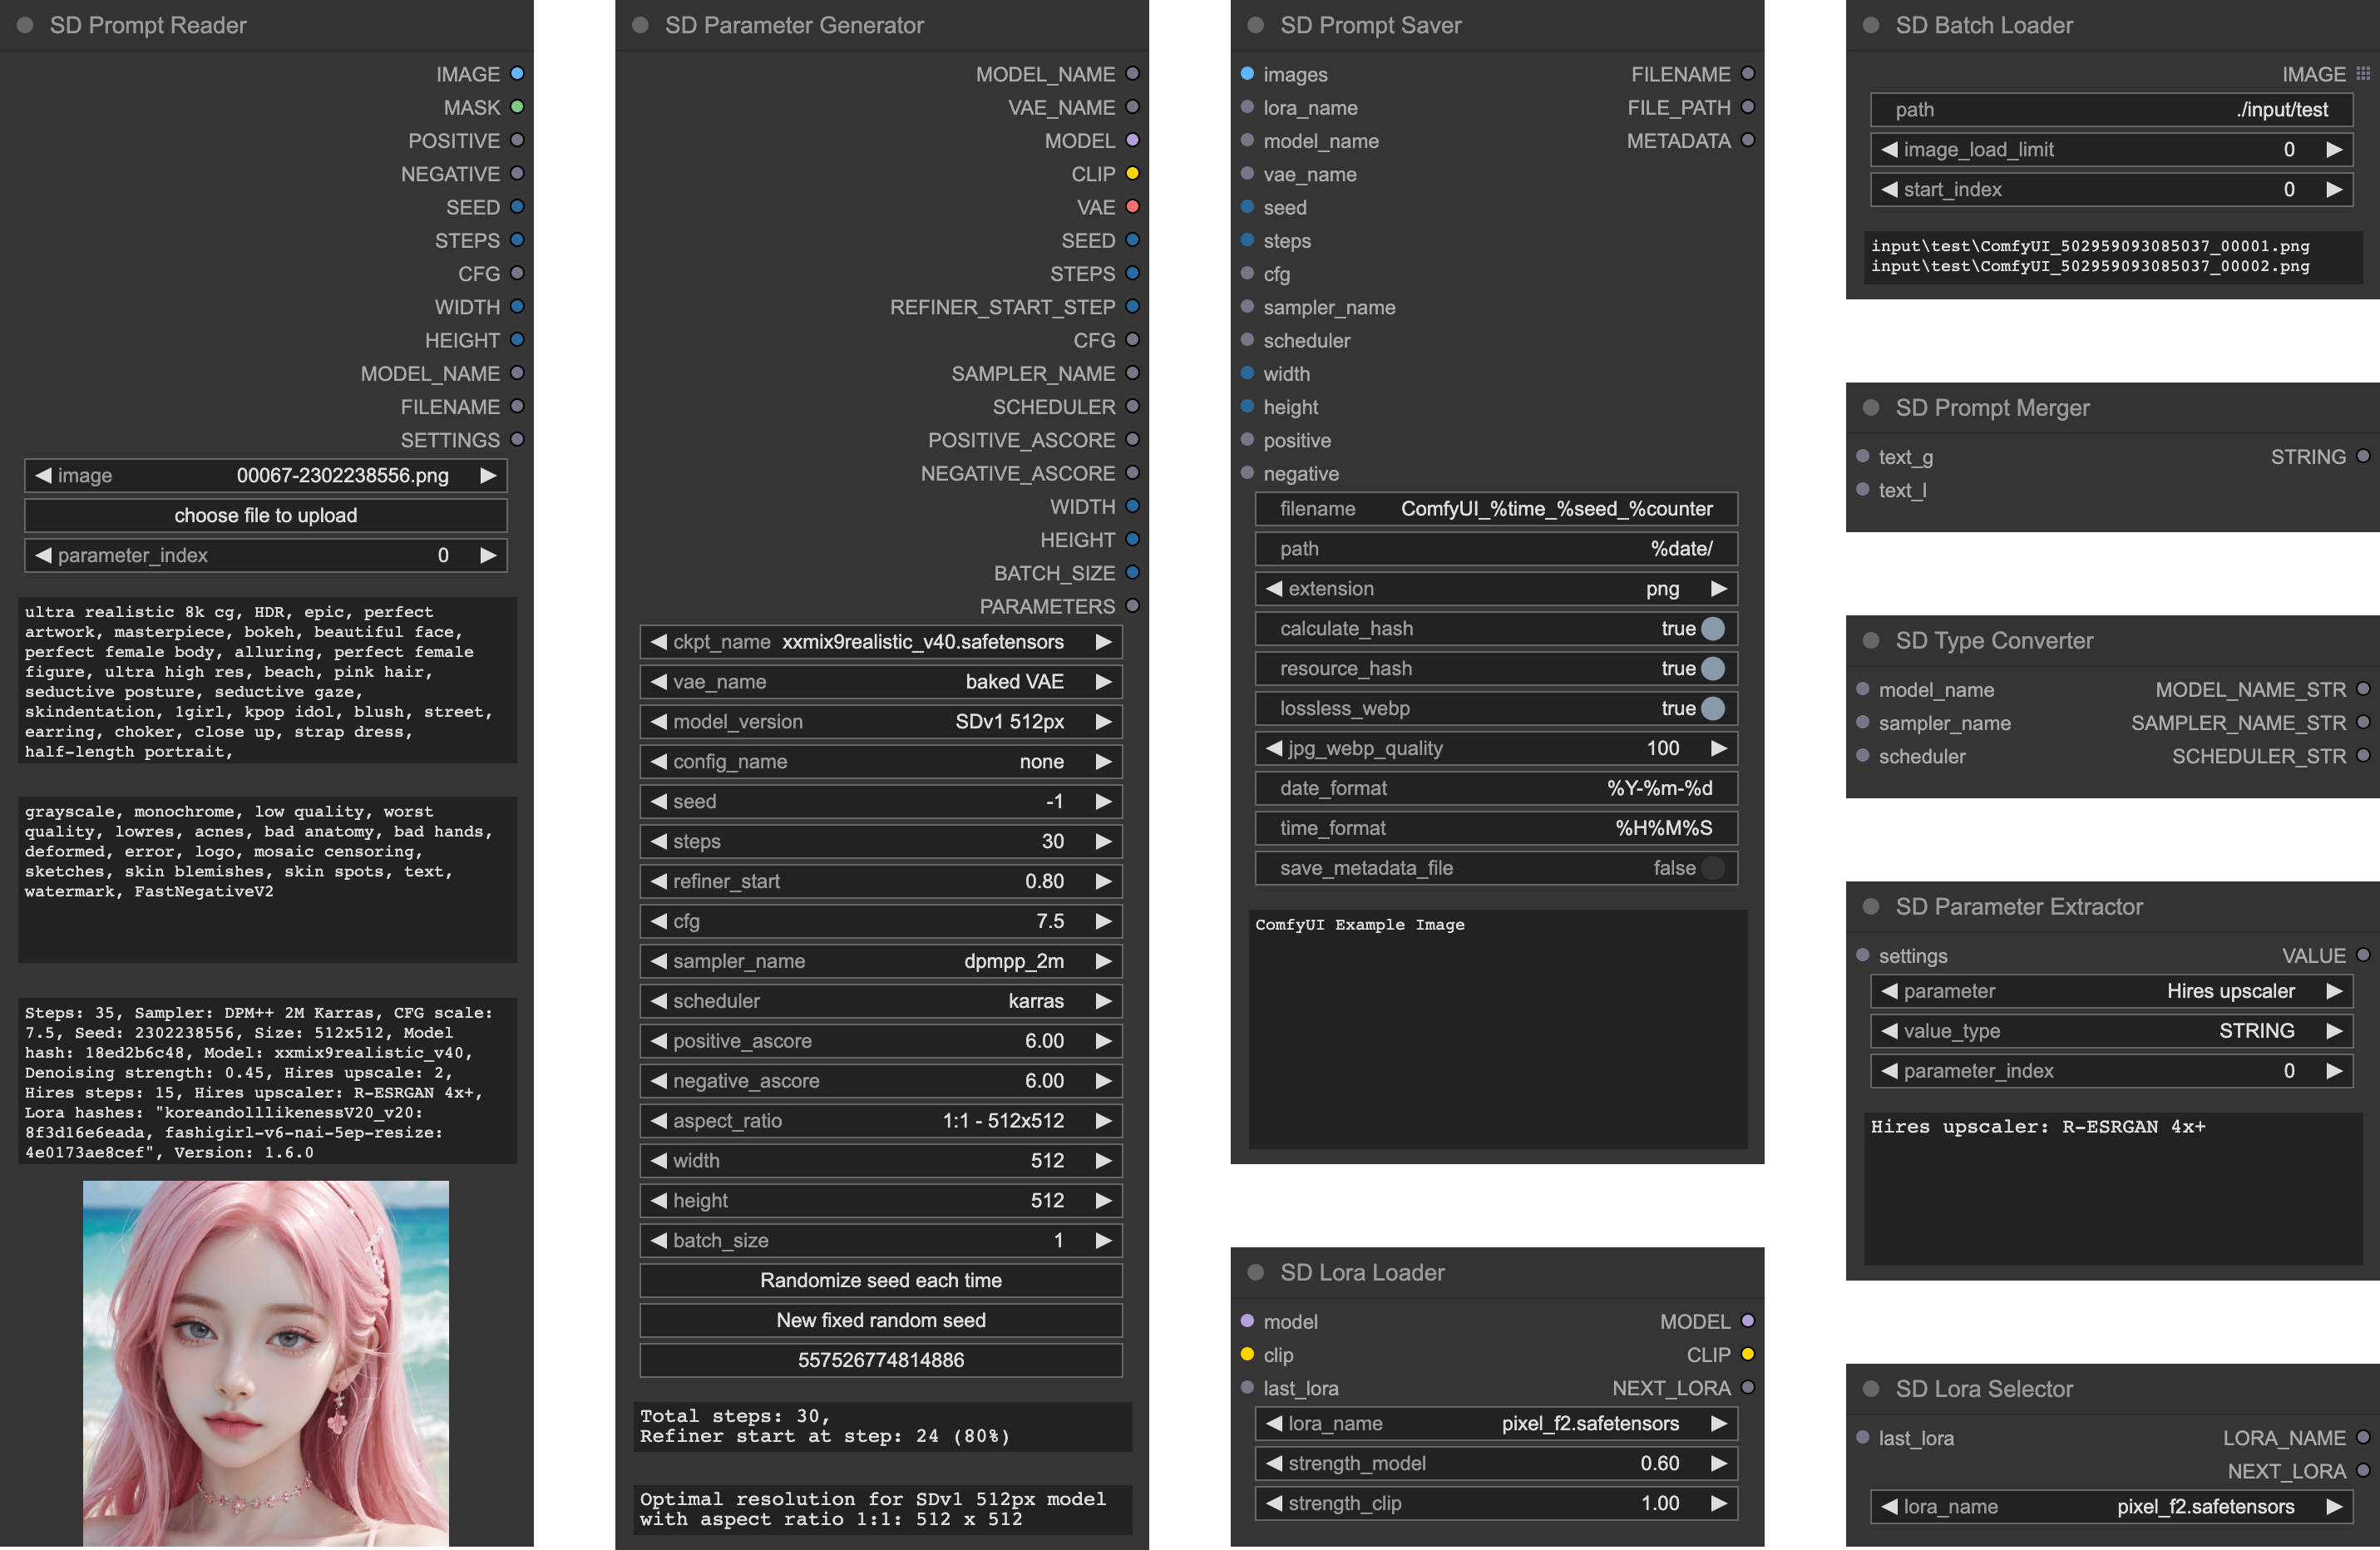 SD Prompt Reader
IMAGE
MASK
POSITIVE
NEGATIVE
SEED
STEPS
CFG
WIDTH
HEIGHT
MODEL_NAME
FILENAME
SETTINGS
image 00067-2302238556.png
choose file to upload
parameter_index 0
ultra realistic 8k cg, HDR, epic, perfect
artwork, masterpiece, bokeh, beautiful face,
perfect female body, alluring, perfect female
figure, ultra high res, beach, pink hair,
seductive posture, seductive gaze,
skindentation, 1girl, kpop idol, blush, street,
earring, choker, close up, strap dress,
half-length portrait,
grayscale, monochrome, low quality, worst
quality, lowres, acnes, bad anatomy, bad hands,
deformed, error, logo, mosaic censoring,
sketches, skin blemishes, skin spots, text,
watermark, FastNegativeV2
Steps: 35, Sampler: DPM++ 2M Karras, CFG scale:
7.5, Seed: 2302238556, Size: 512x512, Model
hash: 18ed2b6c48, Model: xxmix9realistic_v40,
Denoising strength: 0.45, Hires upscale: 2,
Hires steps: 15, Hires upscaler: R-ESRGAN 4x+,
Lora hashes: "koreandolllikenessV20_v20:
8f3d16e6eada, fashigirl-v6-nai-5ep-resize:
4e0173ae8cef", Version: 1.6.0
SD Parameter Generator
MODEL_NAME
VAE_NAME
MODEL
CLIP
VAE
SEED
STEPS
REFINER_START_STEP
CFG
SAMPLER_NAME
SCHEDULER
POSITIVE_ASCORE
NEGATIVE_ASCORE
WIDTH
HEIGHT
BATCH_SIZE
PARAMETERS
ckpt_name xxmix9realistic_v40.safetensors
vae_name baked VAE
model_version SDv1 512px
config_name none
seed -1
steps 30
refiner_start 0.80
cfg 7.5
sampler_name dpmpp_2m
scheduler karras
positive_ascore 6.00
negative_ascore 6.00
aspect_ratio 1:1 - 512x512
width 512
height 512
batch_size 1
Randomize seed each time
New fixed random seed
557526774814886
Total steps: 30,
Refiner start at step: 24 (80%)
Optimal resolution for SDv1 512px model
with aspect ratio 1:1: 512 x 512
SD Prompt Saver
images FILENAME
lora_name FILE_PATH
model_name METADATA
vae_name
seed
steps
cfg
sampler_name
scheduler
width
height
positive
negative
filename ComfyUI_%time_%seed_%counter
path %date/
extension png
calculate_hash true
resource_hash true
lossless_webp true
jpg_webp_quality 100
date_format %Y-%m-%d
time_format %H%M%S
save_metadata_file false
ComfyUI Example Image
SD Lora Loader
model MODEL
clip CLIP
last_lora NEXT_LORA
lora_name pixel_f2.safetensors
strength_model 0.60
strength_clip 1.00
SD Batch Loader
IMAGE
path ./input/test
image_load_limit 0
start_index 0
input\test\ComfyUI_502959093085037_00001.png
input\test\ComfyUI_502959093085037_00002.png
SD Prompt Merger
text_g STRING
text_l
SD Type Converter
model_name MODEL_NAME_STR
sampler_name SAMPLER_NAME_STR
scheduler SCHEDULER_STR
SD Parameter Extractor
settings VALUE
parameter Hires upscaler
value_type STRING
parameter_index 0
Hires upscaler: R-ESRGAN 4x+
SD Lora Selector
last_lora LORA_NAME
NEXT_LORA
lora_name pixel_f2.safetensors